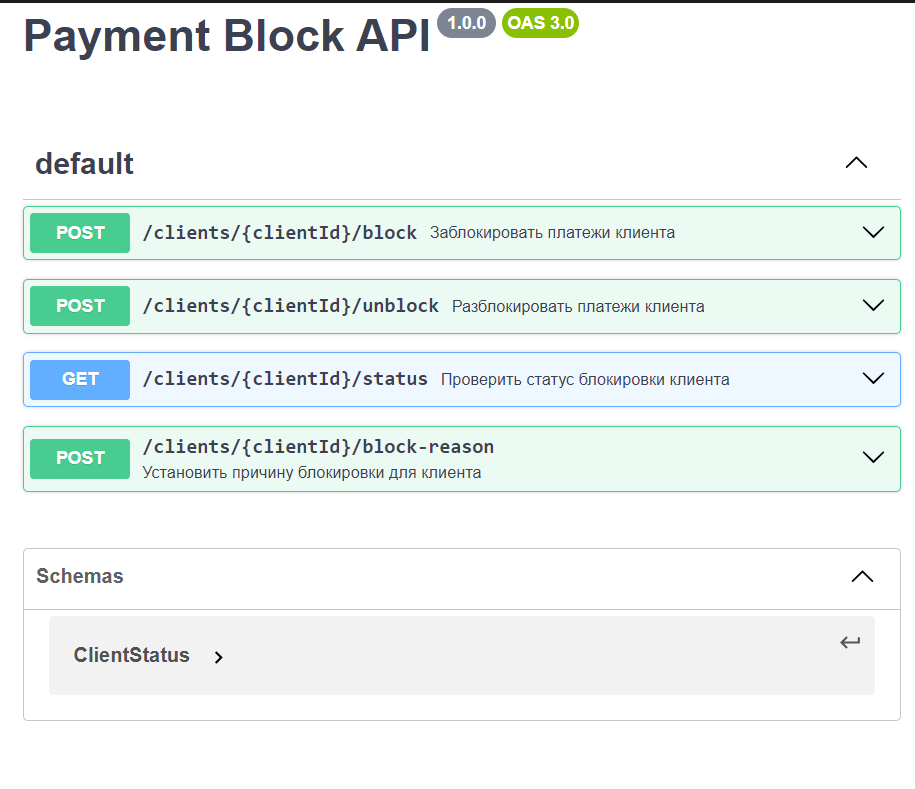 Payment Block API 1.0.0 OAS 3.0
default
POST /clients/{clientId}/block Заблокировать платежи клиента
POST /clients/{clientId}/unblock Разблокировать платежи клиента
GET /clients/{clientId}/status Проверить статус блокировки клиента
POST /clients/{clientId}/block-reason
Установить причину блокировки для клиента
Schemas
ClientStatus